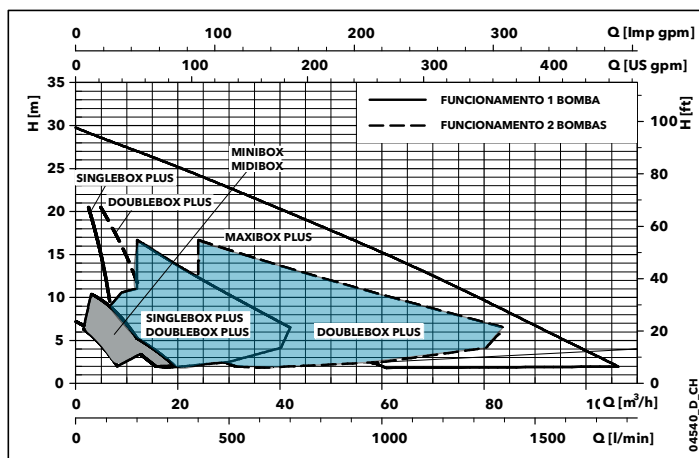 0 100 200 300 Q [Imp gpm]
0 100 200 300 400 Q [US gpm]
H [m]
H [ft]
35
30
25
20
15
10
5
0
100
80
60
40
20
0
FUNCIONAMENTO 1 BOMBA
FUNCIONAMENTO 2 BOMBAS
MINIBOX
MIDIBOX
SINGLEBOX PLUS
DOUBLEBOX PLUS
MAXIBOX PLUS
SINGLEBOX PLUS
DOUBLEBOX PLUS
DOUBLEBOX PLUS
0 20 40 60 80 Q [m³/h]
0 500 1000 1500 Q [l/min]
04540_D_CH